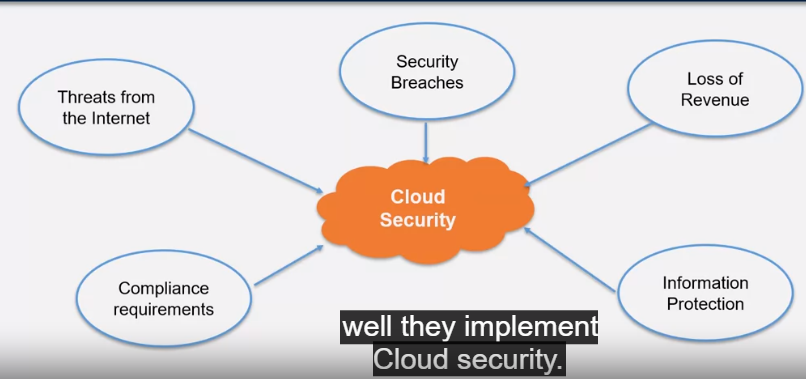 Security
Breaches
Threats from
the Internet
Loss of
Revenue
Cloud
Security
Compliance
requirements
Information
Protection
well they implement
Cloud security.